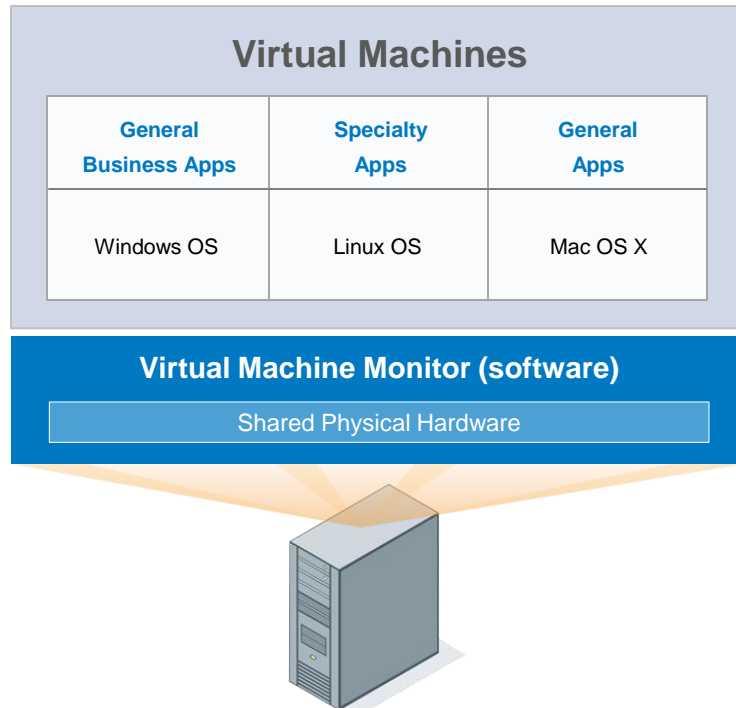 Virtual Machines
General
Business Apps
Specialty
Apps
General
Apps
Windows OS
Linux OS
Mac OS X
Virtual Machine Monitor (software)
Shared Physical Hardware